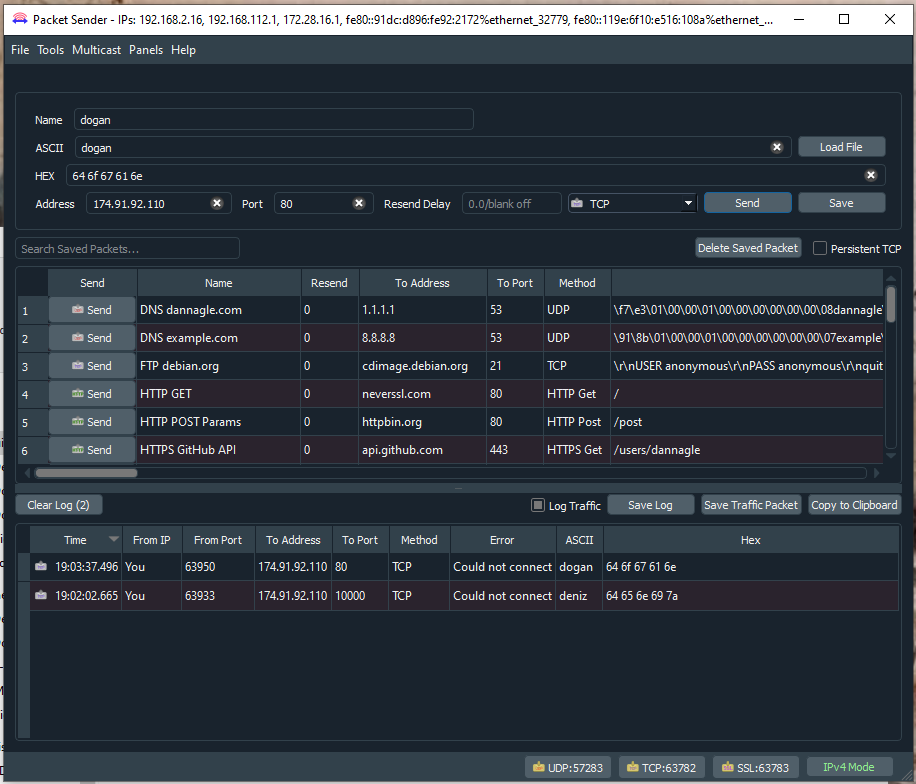 Packet Sender - IPs: 192.168.2.16, 192.168.112.1, 172.28.16.1, fe80::91dc:d896:fe92:2172%ethernet_32779, fe80::119e:6f10:e516:108a%ethernet_...
File Tools Multicast Panels Help
Name dogan
ASCII dogan Load File
HEX 64 6f 67 61 6e
Address 174.91.92.110 Port 80 Resend Delay 0.0/blank off TCP Send Save
Search Saved Packets... Delete Saved Packet Persistent TCP
Send Name Resend To Address To Port Method
1 Send DNS dannagle.com 0 1.1.1.1 53 UDP \f7\e3\01\00\00\01\00\00\00\00\00\00\08dannagle\
2 Send DNS example.com 0 8.8.8.8 53 UDP \91\8b\01\00\00\01\00\00\00\00\00\00\07example\
3 Send FTP debian.org 0 cdimage.debian.org 21 TCP \r\nUSER anonymous\r\nPASS anonymous\r\nquit
4 Send HTTP GET 0 neverssl.com 80 HTTP Get /
5 Send HTTP POST Params 0 httpbin.org 80 HTTP Post /post
6 Send HTTPS GitHub API 0 api.github.com 443 HTTPS Get /users/dannagle
Clear Log (2) Log Traffic Save Log Save Traffic Packet Copy to Clipboard
Time From IP From Port To Address To Port Method Error ASCII Hex
19:03:37.496 You 63950 174.91.92.110 80 TCP Could not connect dogan 64 6f 67 61 6e
19:02:02.665 You 63933 174.91.92.110 10000 TCP Could not connect deniz 64 65 6e 69 7a
UDP:57283 TCP:63782 SSL:63783 IPv4 Mode